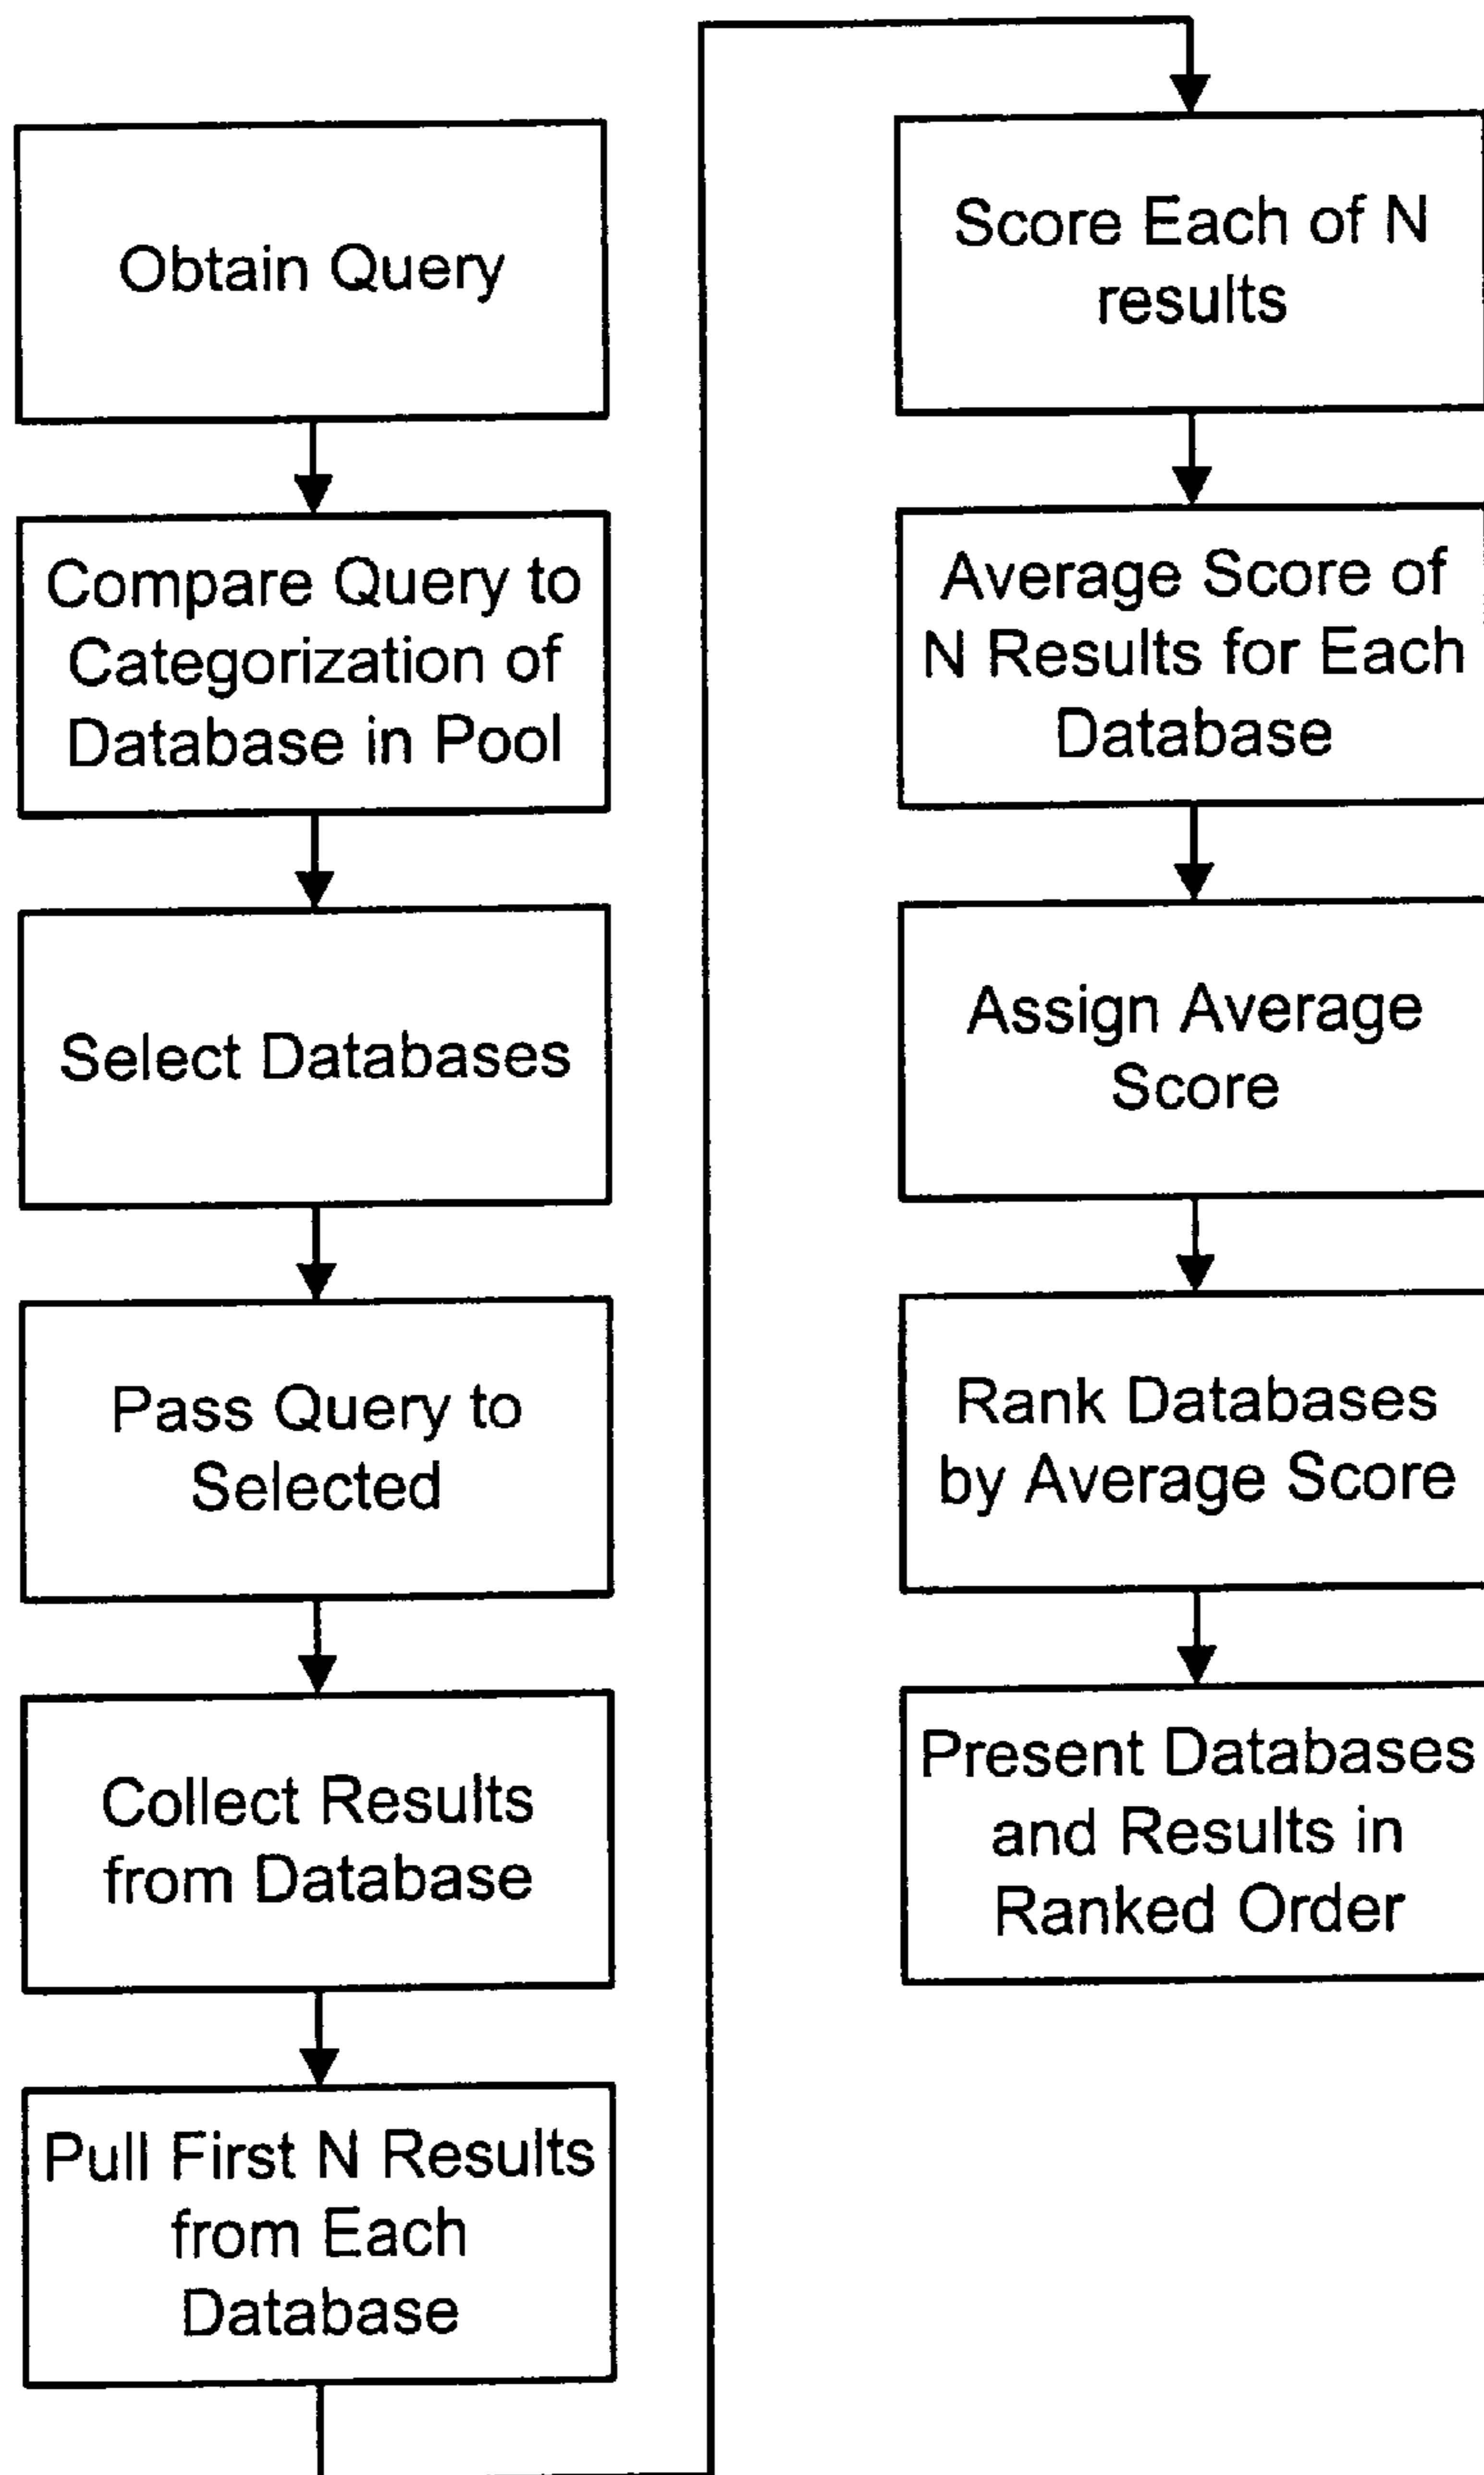 Obtain Query
Compare Query to
Categorization of
Database in Pool
Select Databases
Pass Query to
Selected
Collect Results
from Database
Pull First N Results
from Each
Database
Score Each of N
results
Average Score of
N Results for Each
Database
Assign Average
Score
Rank Databases
by Average Score
Present Databases
and Results in
Ranked Order